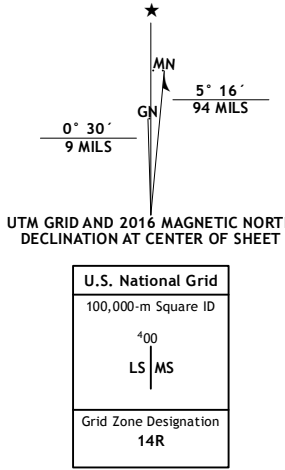 ★
MN
GN
5° 16´
94 MILS
0° 30´
9 MILS
UTM GRID AND 2016 MAGNETIC NORT
DECLINATION AT CENTER OF SHEET
U.S. National Grid
100,000-m Square ID
⁴00
LS MS
Grid Zone Designation
14R